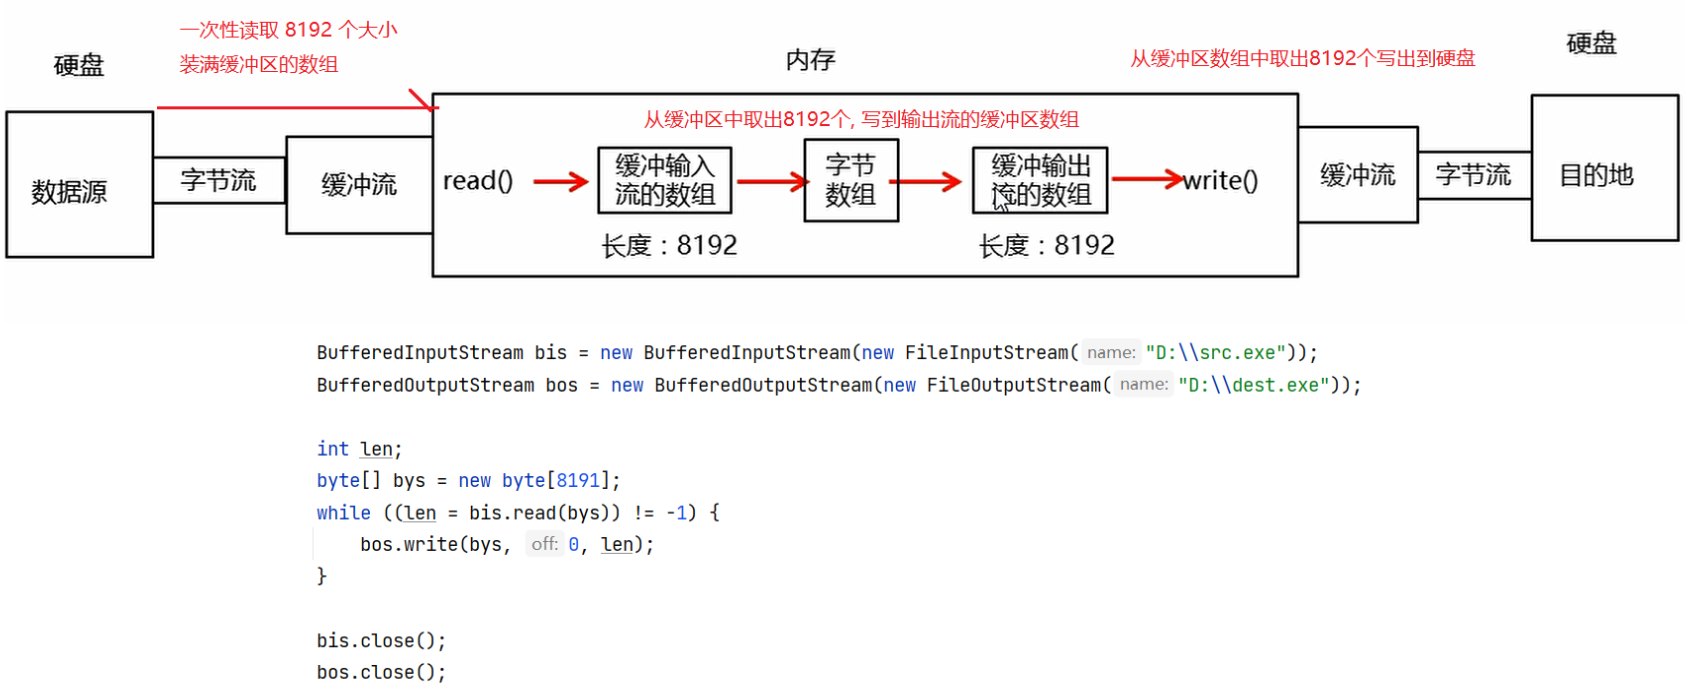 一次性读取 8192 个大小
装满缓冲区的数组
硬盘
内存
从缓冲区数组中取出8192个写出到硬盘
硬盘
从缓冲区中取出8192个, 写到输出流的缓冲区数组
数据源
字节流
缓冲流
read()
缓冲输入
流的数组
字节
数组
缓冲输出
流的数组
write()
缓冲流
字节流
目的地
长度：8192
长度：8192
BufferedInputStream bis = new BufferedInputStream(new FileInputStream( name: "D:\\src.exe"));
BufferedOutputStream bos = new BufferedOutputStream(new FileOutputStream( name: "D:\\dest.exe"));
int len;
byte[] bys = new byte[8191];
while ((len = bis.read(bys)) != -1) {
bos.write(bys, off: 0, len);
}
bis.close();
bos.close();